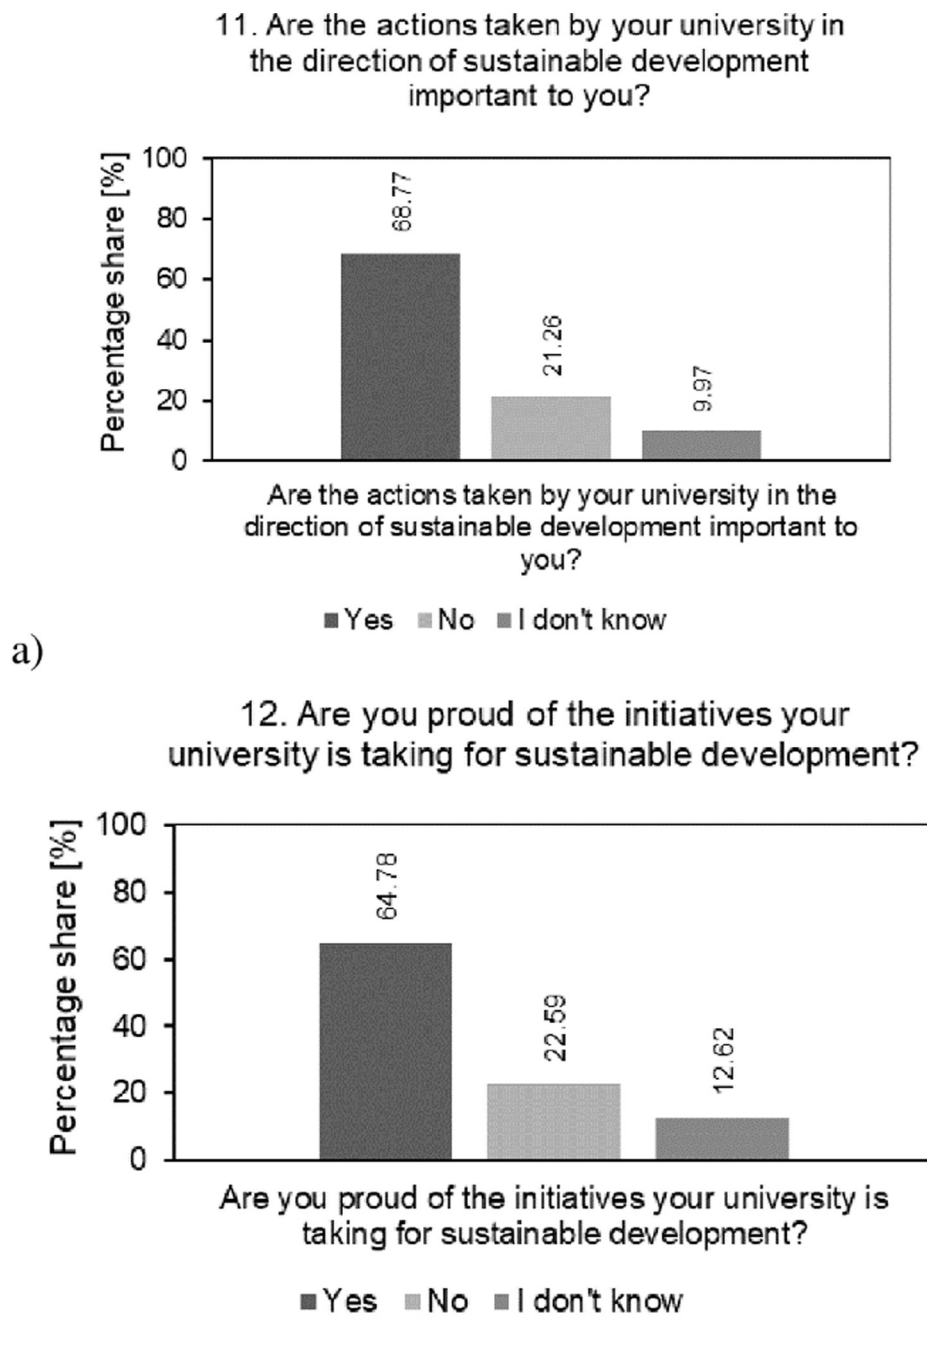 11. Are the actions taken by your university in
the direction of sustainable development
important to you?
Percentage share [%]
100
80
60
40
20
0
68.77
21.26
9.97
Are the actions taken by your university in the
direction of sustainable development important to
you?
Yes No I don't know
a)
12. Are you proud of the initiatives your
university is taking for sustainable development?
Percentage share [%]
100
80
60
40
20
0
64.78
22.59
12.62
Are you proud of the initiatives your university is
taking for sustainable development?
Yes No I don't know